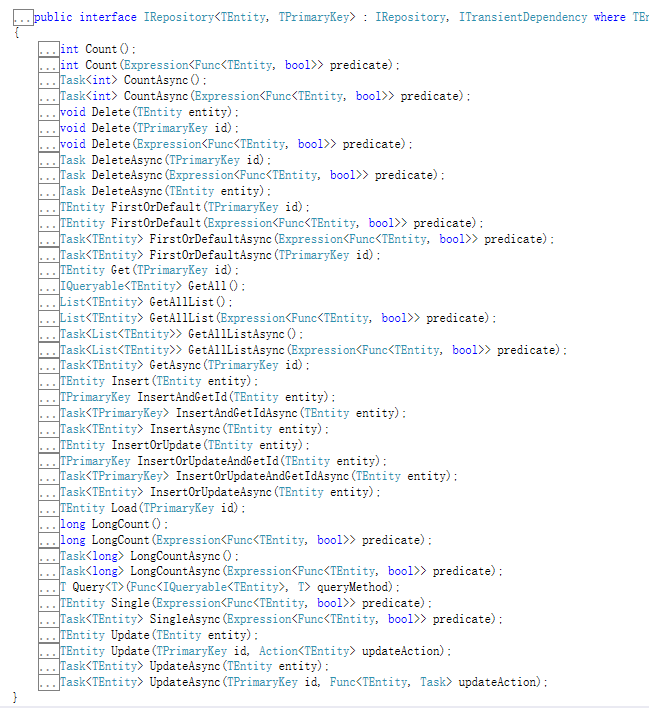 ...public interface IRepository<TEntity, TPrimaryKey> : IRepository, ITransientDependency where TEn
{
...int Count();
...int Count(Expression<Func<TEntity, bool>> predicate);
...Task<int> CountAsync();
...Task<int> CountAsync(Expression<Func<TEntity, bool>> predicate);
...void Delete(TEntity entity);
...void Delete(TPrimaryKey id);
...void Delete(Expression<Func<TEntity, bool>> predicate);
...Task DeleteAsync(TPrimaryKey id);
...Task DeleteAsync(Expression<Func<TEntity, bool>> predicate);
...Task DeleteAsync(TEntity entity);
...TEntity FirstOrDefault(TPrimaryKey id);
...TEntity FirstOrDefault(Expression<Func<TEntity, bool>> predicate);
...Task<TEntity> FirstOrDefaultAsync(Expression<Func<TEntity, bool>> predicate);
...Task<TEntity> FirstOrDefaultAsync(TPrimaryKey id);
...TEntity Get(TPrimaryKey id);
...IQueryable<TEntity> GetAll();
...List<TEntity> GetAllList();
...List<TEntity> GetAllList(Expression<Func<TEntity, bool>> predicate);
...Task<List<TEntity>> GetAllListAsync();
...Task<List<TEntity>> GetAllListAsync(Expression<Func<TEntity, bool>> predicate);
...Task<TEntity> GetAsync(TPrimaryKey id);
...TEntity Insert(TEntity entity);
...TPrimaryKey InsertAndGetId(TEntity entity);
...Task<TPrimaryKey> InsertAndGetIdAsync(TEntity entity);
...Task<TEntity> InsertAsync(TEntity entity);
...TEntity InsertOrUpdate(TEntity entity);
...TPrimaryKey InsertOrUpdateAndGetId(TEntity entity);
...Task<TPrimaryKey> InsertOrUpdateAndGetIdAsync(TEntity entity);
...Task<TEntity> InsertOrUpdateAsync(TEntity entity);
...TEntity Load(TPrimaryKey id);
...long LongCount();
...long LongCount(Expression<Func<TEntity, bool>> predicate);
...Task<long> LongCountAsync();
...Task<long> LongCountAsync(Expression<Func<TEntity, bool>> predicate);
...T Query<T>(Func<IQueryable<TEntity>, T> queryMethod);
...TEntity Single(Expression<Func<TEntity, bool>> predicate);
...Task<TEntity> SingleAsync(Expression<Func<TEntity, bool>> predicate);
...TEntity Update(TEntity entity);
...TEntity Update(TPrimaryKey id, Action<TEntity> updateAction);
...Task<TEntity> UpdateAsync(TEntity entity);
...Task<TEntity> UpdateAsync(TPrimaryKey id, Func<TEntity, Task> updateAction);
}